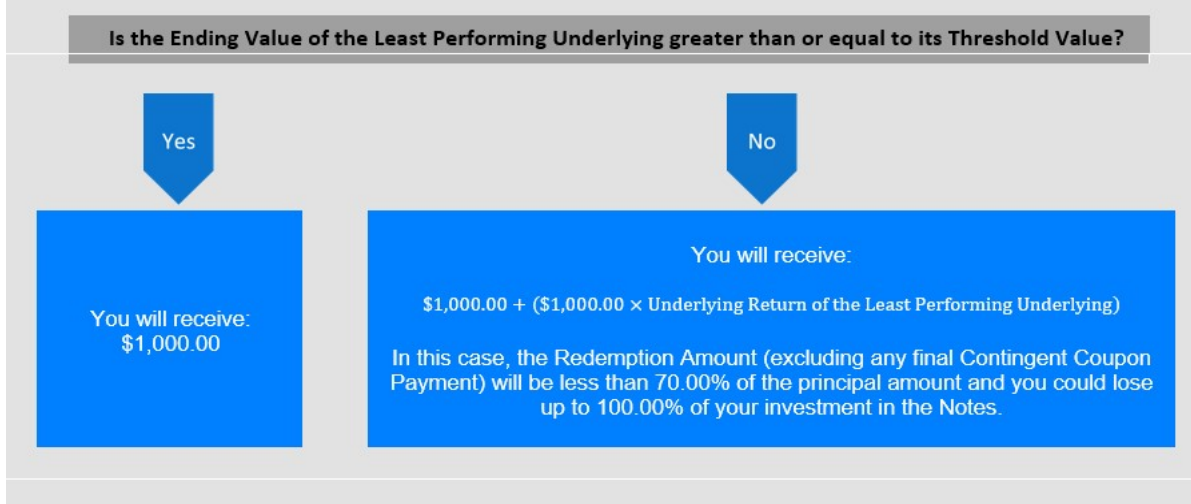 Is the Ending Value of the Least Performing Underlying greater than or equal to its Threshold Value?
Yes
No
You will receive:
$1,000.00
You will receive:
$1,000.00 + ($1,000.00 × Underlying Return of the Least Performing Underlying)
In this case, the Redemption Amount (excluding any final Contingent Coupon
Payment) will be less than 70.00% of the principal amount and you could lose
up to 100.00% of your investment in the Notes.